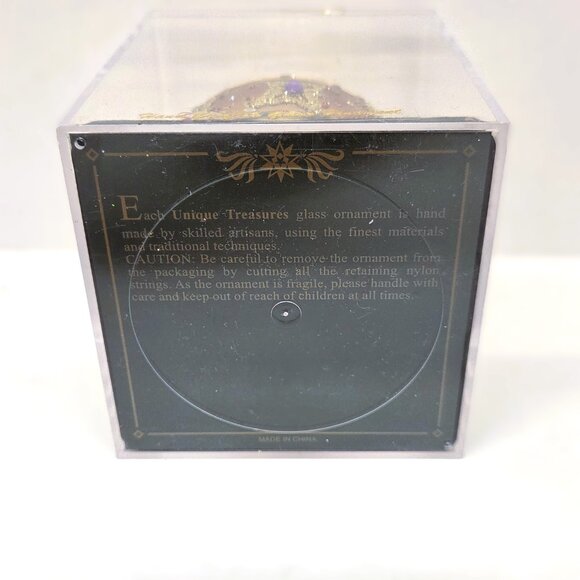 Each Unique Treasures glass ornament is hand
made by skilled artisans, using the finest materials
and traditional techniques.
CAUTION: Be careful to remove the ornament from
the packaging by cutting all the retaining nylon
strings. As the ornament is fragile, please handle with
care and keep out of reach of children at all times.
MADE IN CHINA